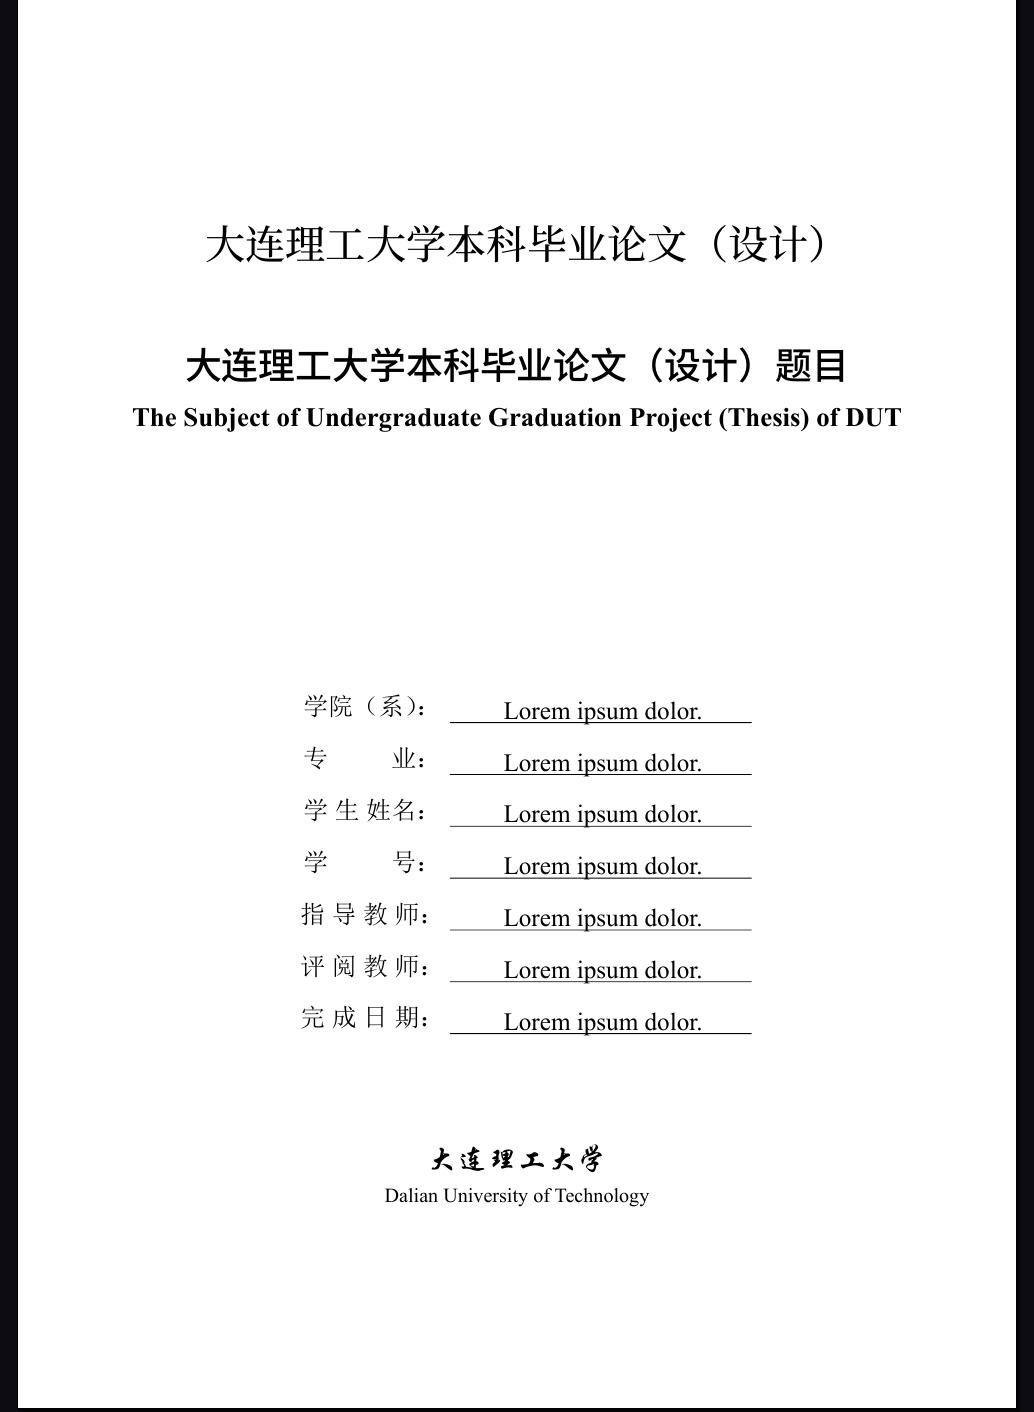 大连理工大学本科毕业论文（设计）
大连理工大学本科毕业论文（设计）题目
The Subject of Undergraduate Graduation Project (Thesis) of DUT
学院（系）： Lorem ipsum dolor.
专 业： Lorem ipsum dolor.
学 生 姓名： Lorem ipsum dolor.
学 号： Lorem ipsum dolor.
指 导 教 师： Lorem ipsum dolor.
评 阅 教 师： Lorem ipsum dolor.
完 成 日 期： Lorem ipsum dolor.
大连理工大学
Dalian University of Technology